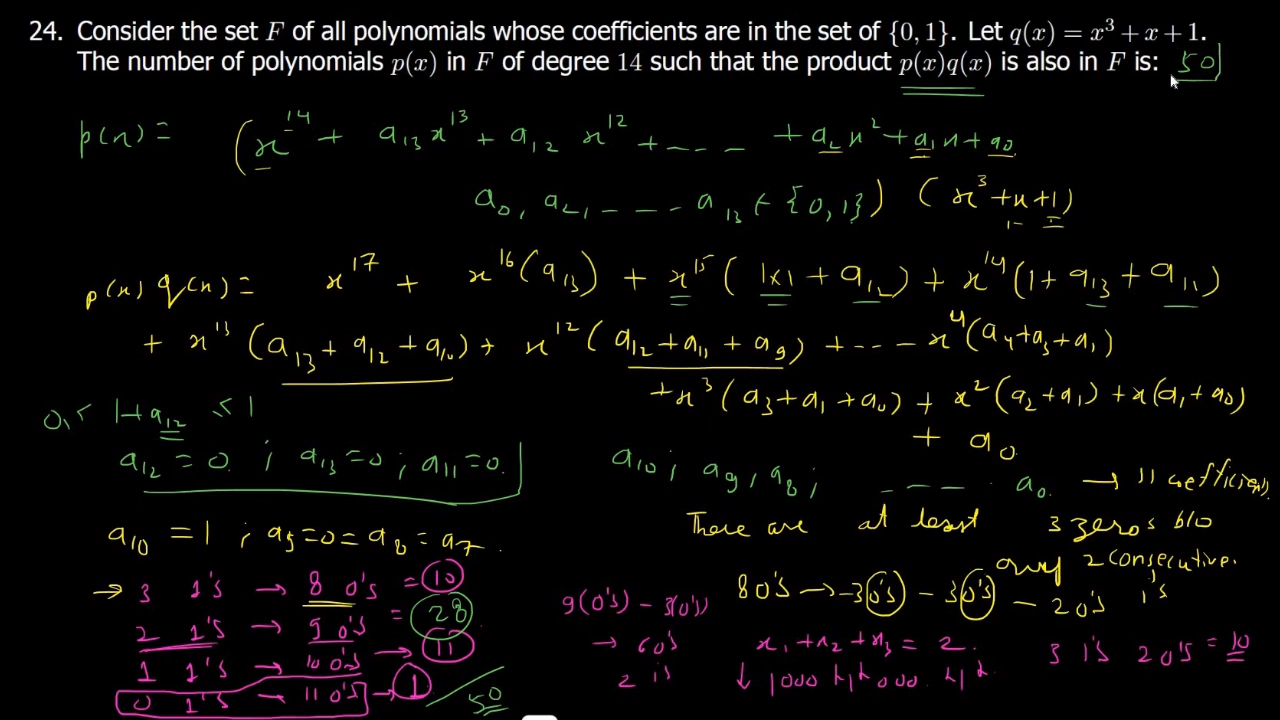 24. Consider the set F of all polynomials whose coefficients are in the set of {0, 1}. Let q(x) = x³ + x + 1.
The number of polynomials p(x) in F of degree 14 such that the product p(x)q(x) is also in F is: 50
p(x) = (x¹⁴ + a₁₃x¹³ + a₁₂ x¹² + ---- + a₂x² + a₁x + a₀
a₀, a₁, ---- a₁₃ ∈ {0,1}) (x³+x+1)
p(x) q(x) = x¹⁷ + x¹⁶(a₁₃) + x¹⁵(1x1 + a₁₂) + x¹⁴(1 + a₁₃ + a₁₁)
+ x¹³(a₁₃ + a₁₂ + a₁₀) + x¹²(a₁₂ + a₁₁ + a₉) + --- x⁴(a₄+a₃+a₁)
+x³(a₃+a₁+a₀) + x²(a₂+a₁) + x(a₁+a₀)
+ a₀
0 ≤ 1+a₁₂ ≤ 1
a₁₂ = 0 ; a₁₃ = 0 ; a₁₁ = 0.
a₁₀ ; a₉, a₈ ; ---- a₀. → 11 coefficients.
There are at least 3 zeros b/o
any 2 consecutive 1's
a₁₀ = 1 ; a₉ = 0 = a₈ = a₇.
→ 3 1's → 8 0's = 10
2 1's → 9 0's = 28
1 1's → 10 0's → 11
0 1's → 11 0's → 1
50
8 0's → -3 0's - 3 0's - 2 0's
9(0's) - 3(0's)
→ 6 0's
2 1's
x₁+x₂+x₃ = 2.
↓ 1000 1 000
3 1's 2 0's = 10